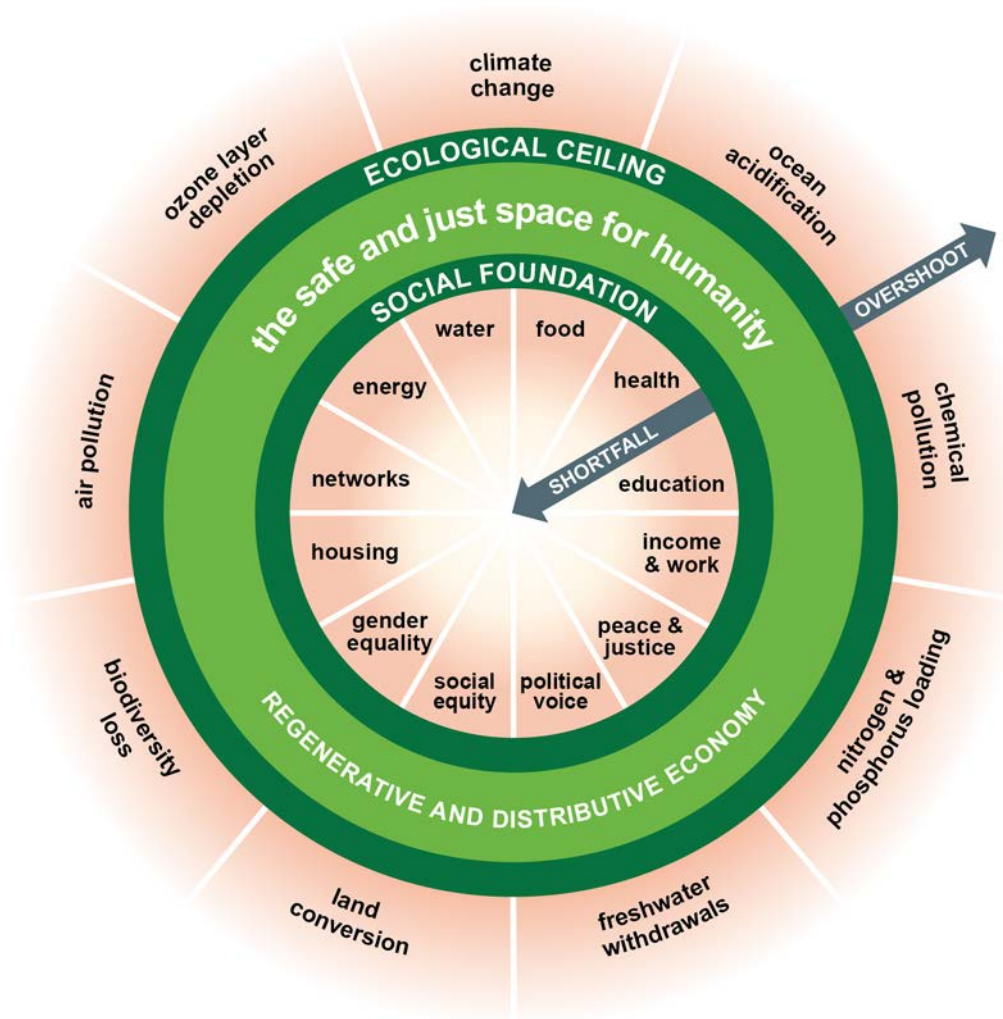 climate
change
ocean
acidification
OVERSHOOT
chemical
pollution
nitrogen &
phosphorus loading
freshwater
withdrawals
land
conversion
biodiversity
loss
air pollution
ozone layer
depletion
ECOLOGICAL CEILING
the safe and just space for humanity
SOCIAL FOUNDATION
water
food
health
SHORTFALL
education
income
& work
peace &
justice
political
voice
social
equity
gender
equality
housing
networks
energy
REGENERATIVE AND DISTRIBUTIVE ECONOMY